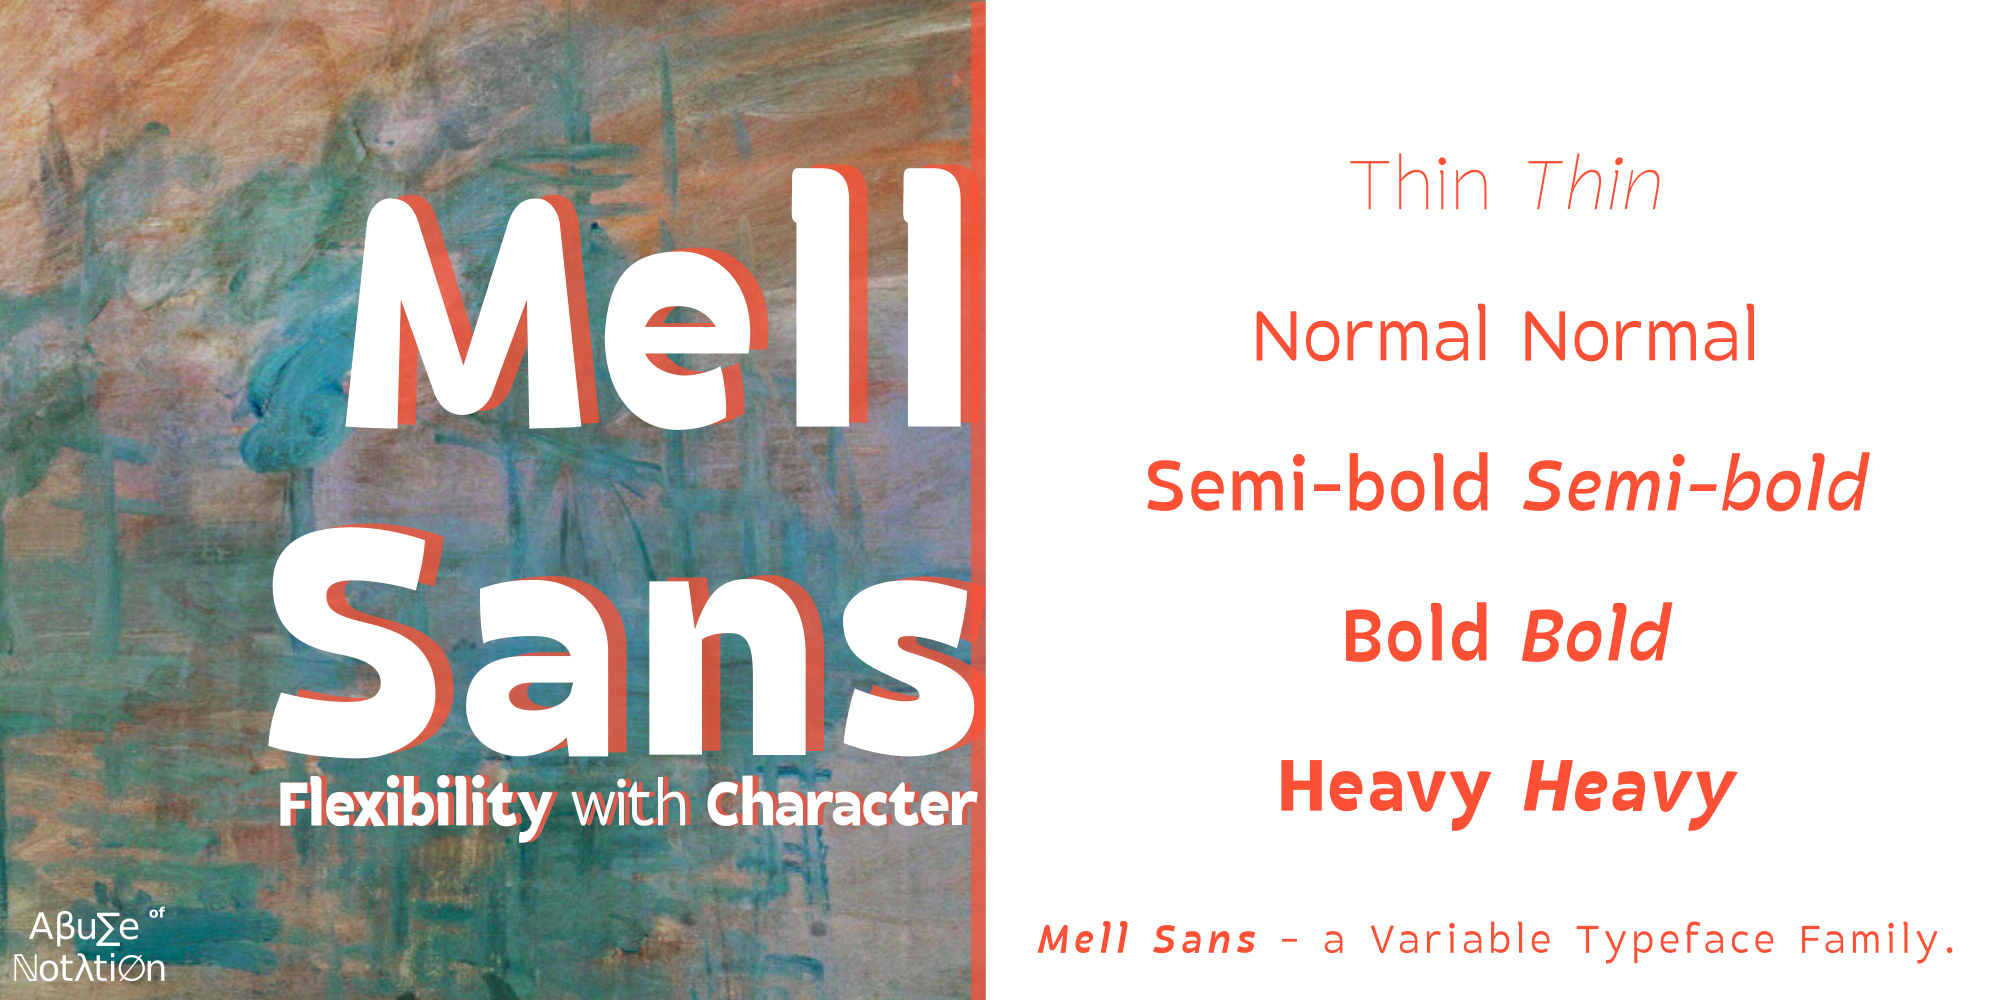 Mell
Sans
Flexibility with Character
AβuΣe of
ℕotλtiØn
Thin Thin
Normal Normal
Semi-bold Semi-bold
Bold Bold
Heavy Heavy
Mell Sans - a Variable Typeface Family.